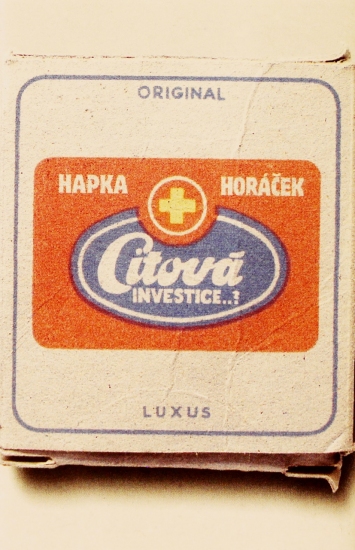 ORIGINAL
HAPKA HORÁČEK
Citová
INVESTICE..?
LUXUS